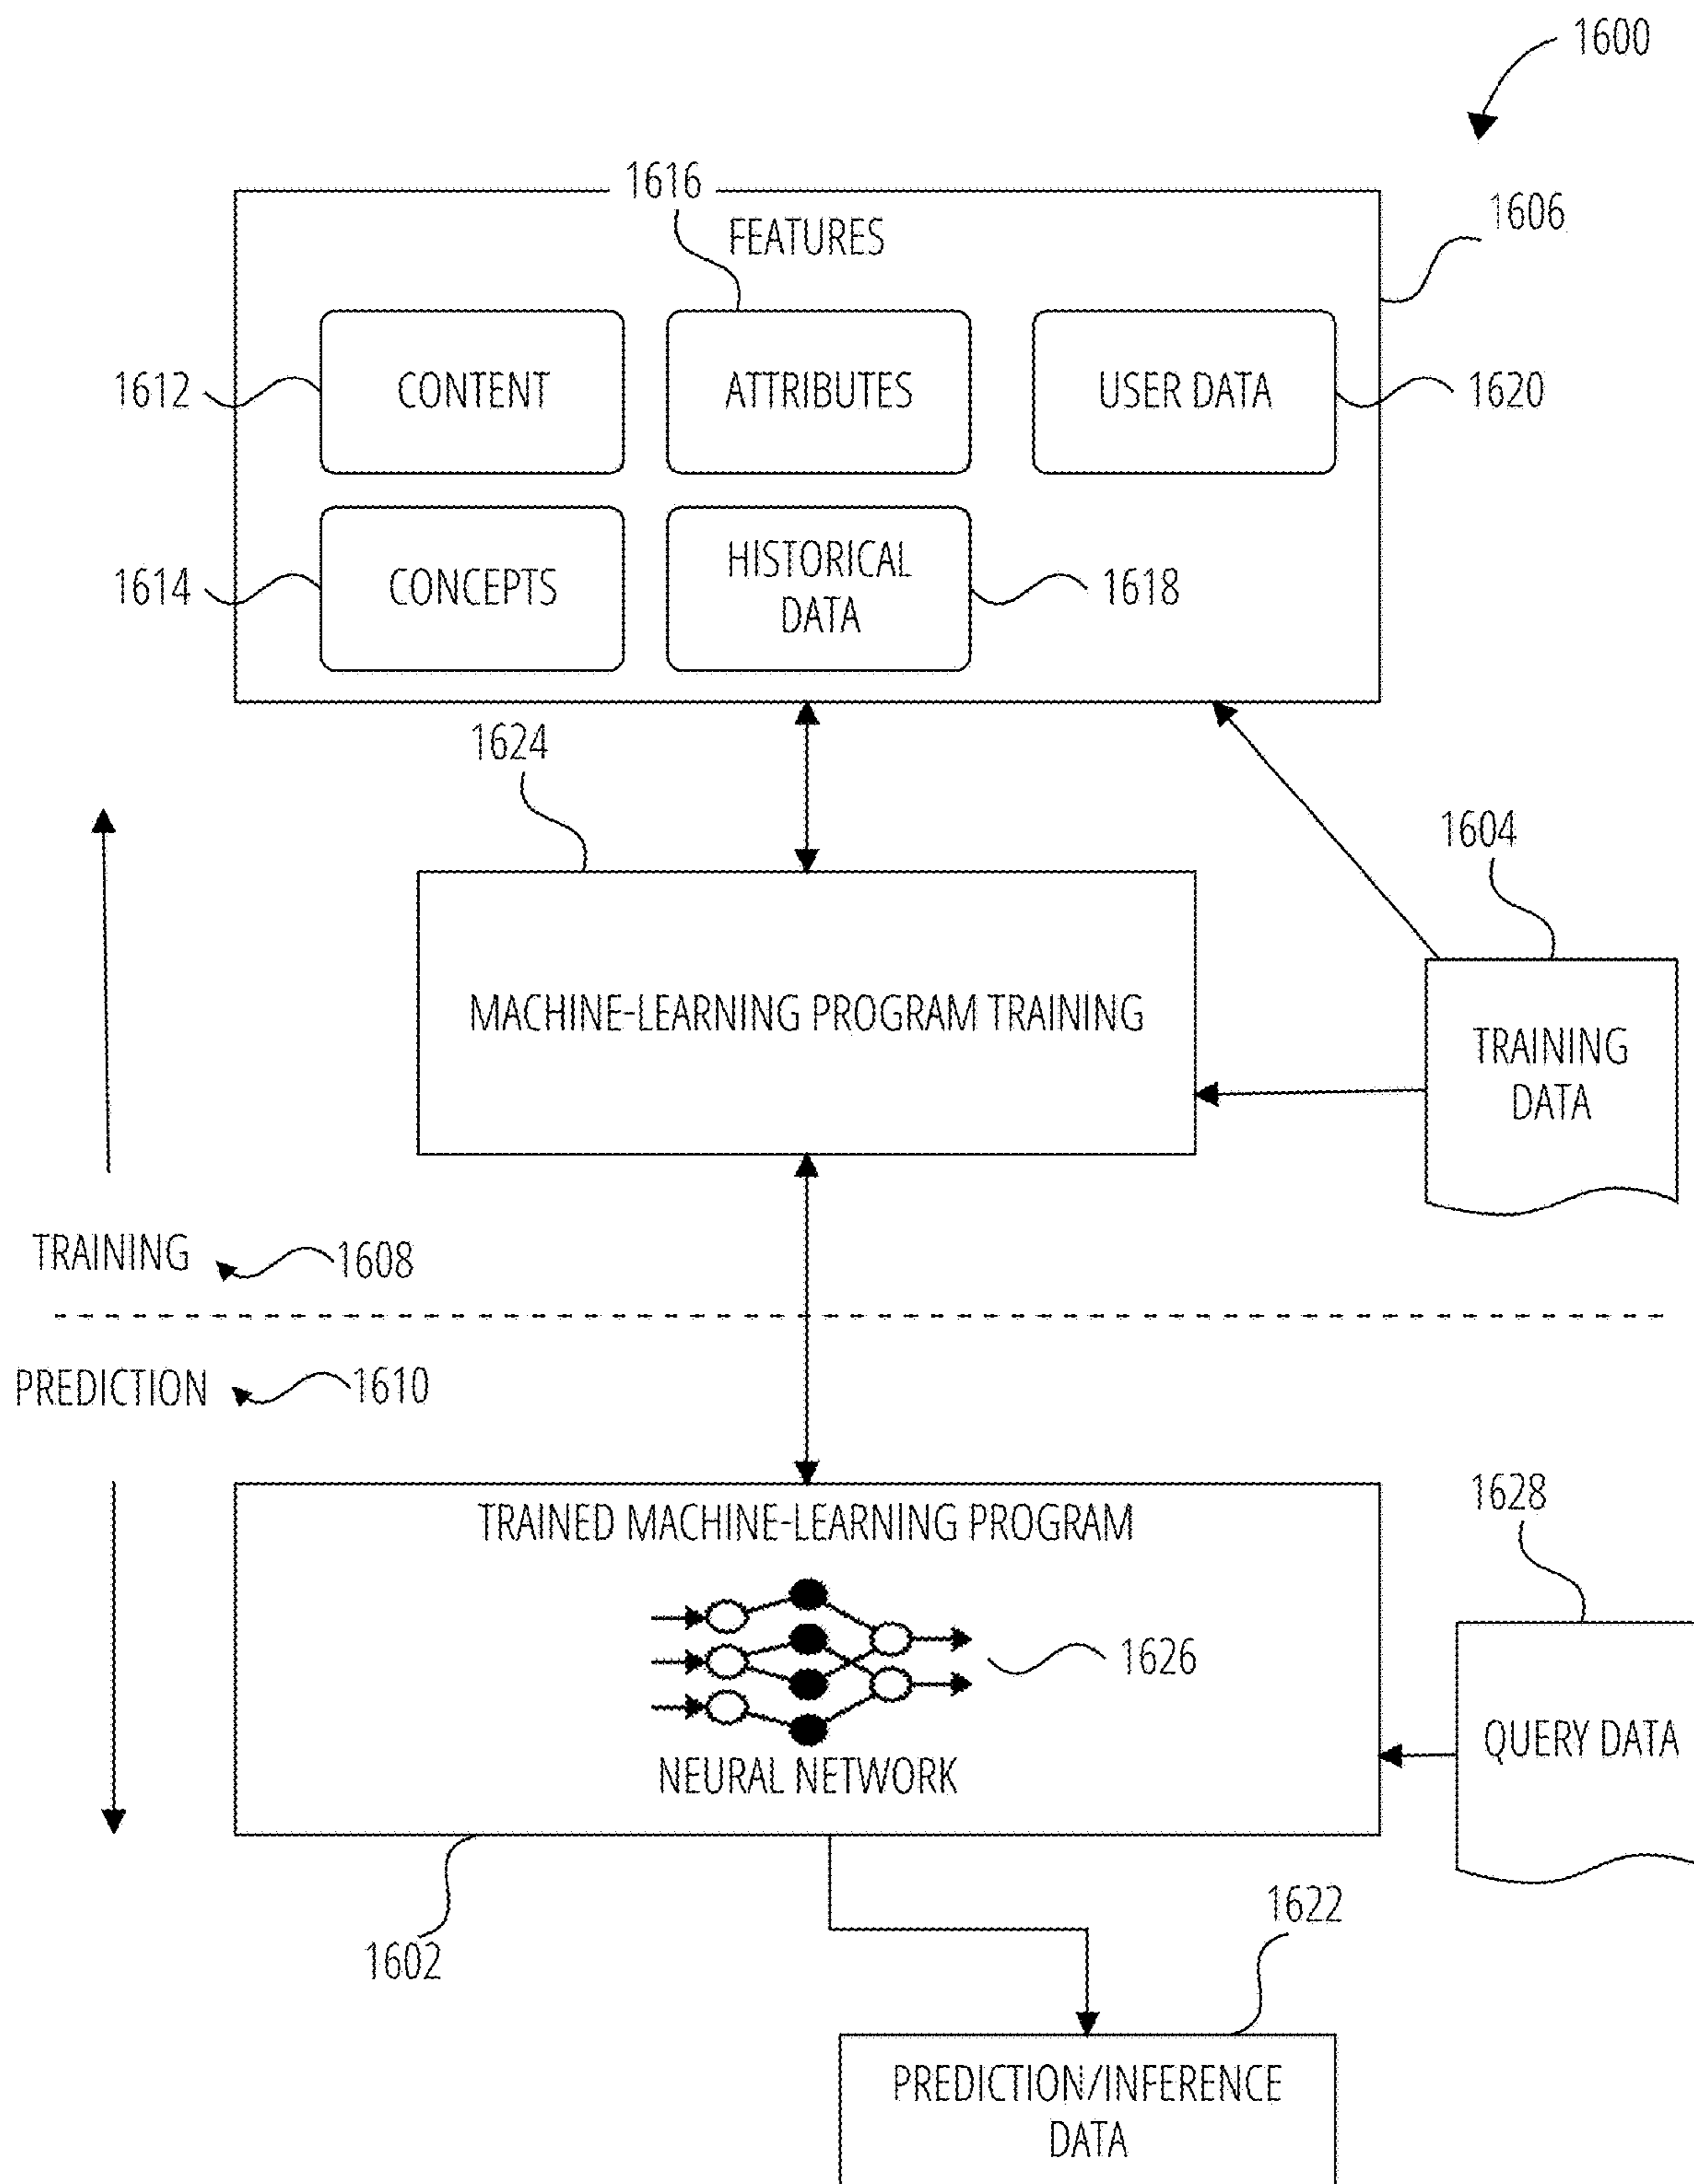 1600
1616
1606
FEATURES
1612
CONTENT
ATTRIBUTES
USER DATA
1620
1614
CONCEPTS
HISTORICAL
DATA
1618
1624
1604
MACHINE-LEARNING PROGRAM TRAINING
TRAINING
DATA
TRAINING
1608
PREDICTION
1610
TRAINED MACHINE-LEARNING PROGRAM
1628
1626
NEURAL NETWORK
QUERY DATA
1602
1622
PREDICTION/INFERENCE
DATA